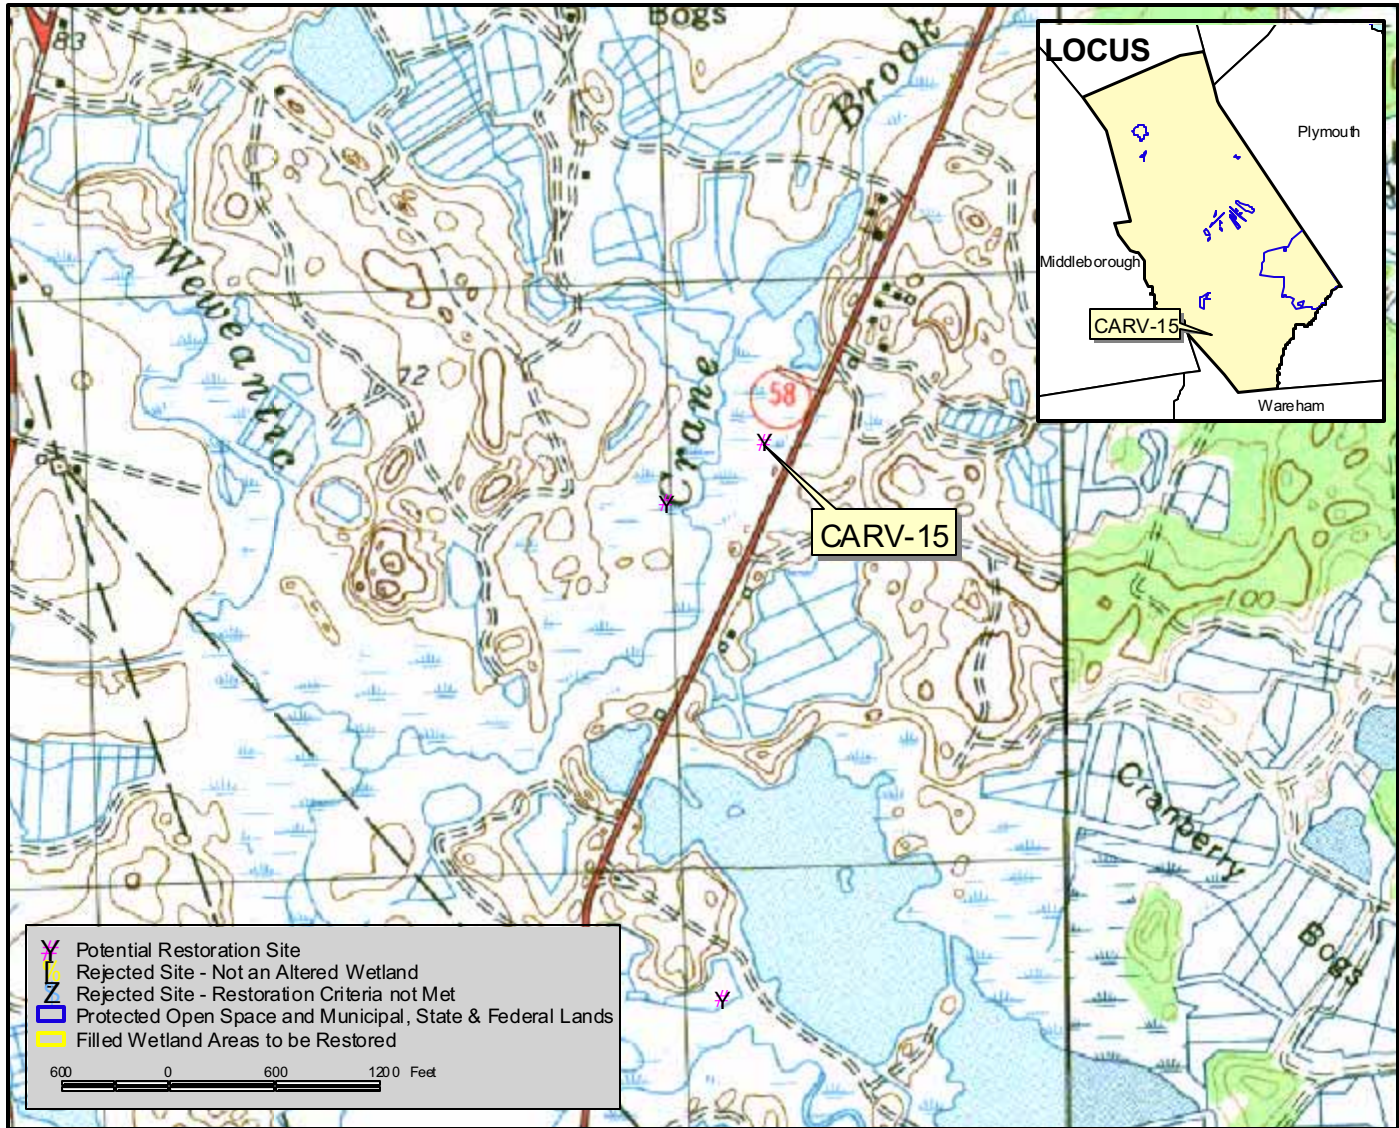 Corner
Bogs
83
Brook
LOCUS
Plymouth
Middleborough
CARV-15
Wareham
Weweantic
72
Crane
58
CARV-15
100
Cranberry
Bogs
Potential Restoration Site
Rejected Site - Not an Altered Wetland
Rejected Site - Restoration Criteria not Met
Protected Open Space and Municipal, State & Federal Lands
Filled Wetland Areas to be Restored
600 0 600 1200 Feet